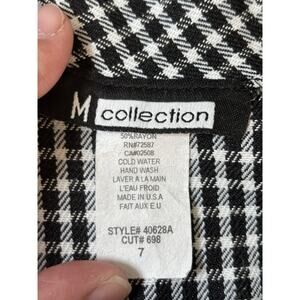 M collection
50% RAYON
RN#72587
CA#02508
COLD WATER
HAND WASH
LAVER A LA MAIN
L'EAU FROID
MADE IN U.S.A
FAIT AUX E.U
STYLE# 40628A
CUT# 698
7